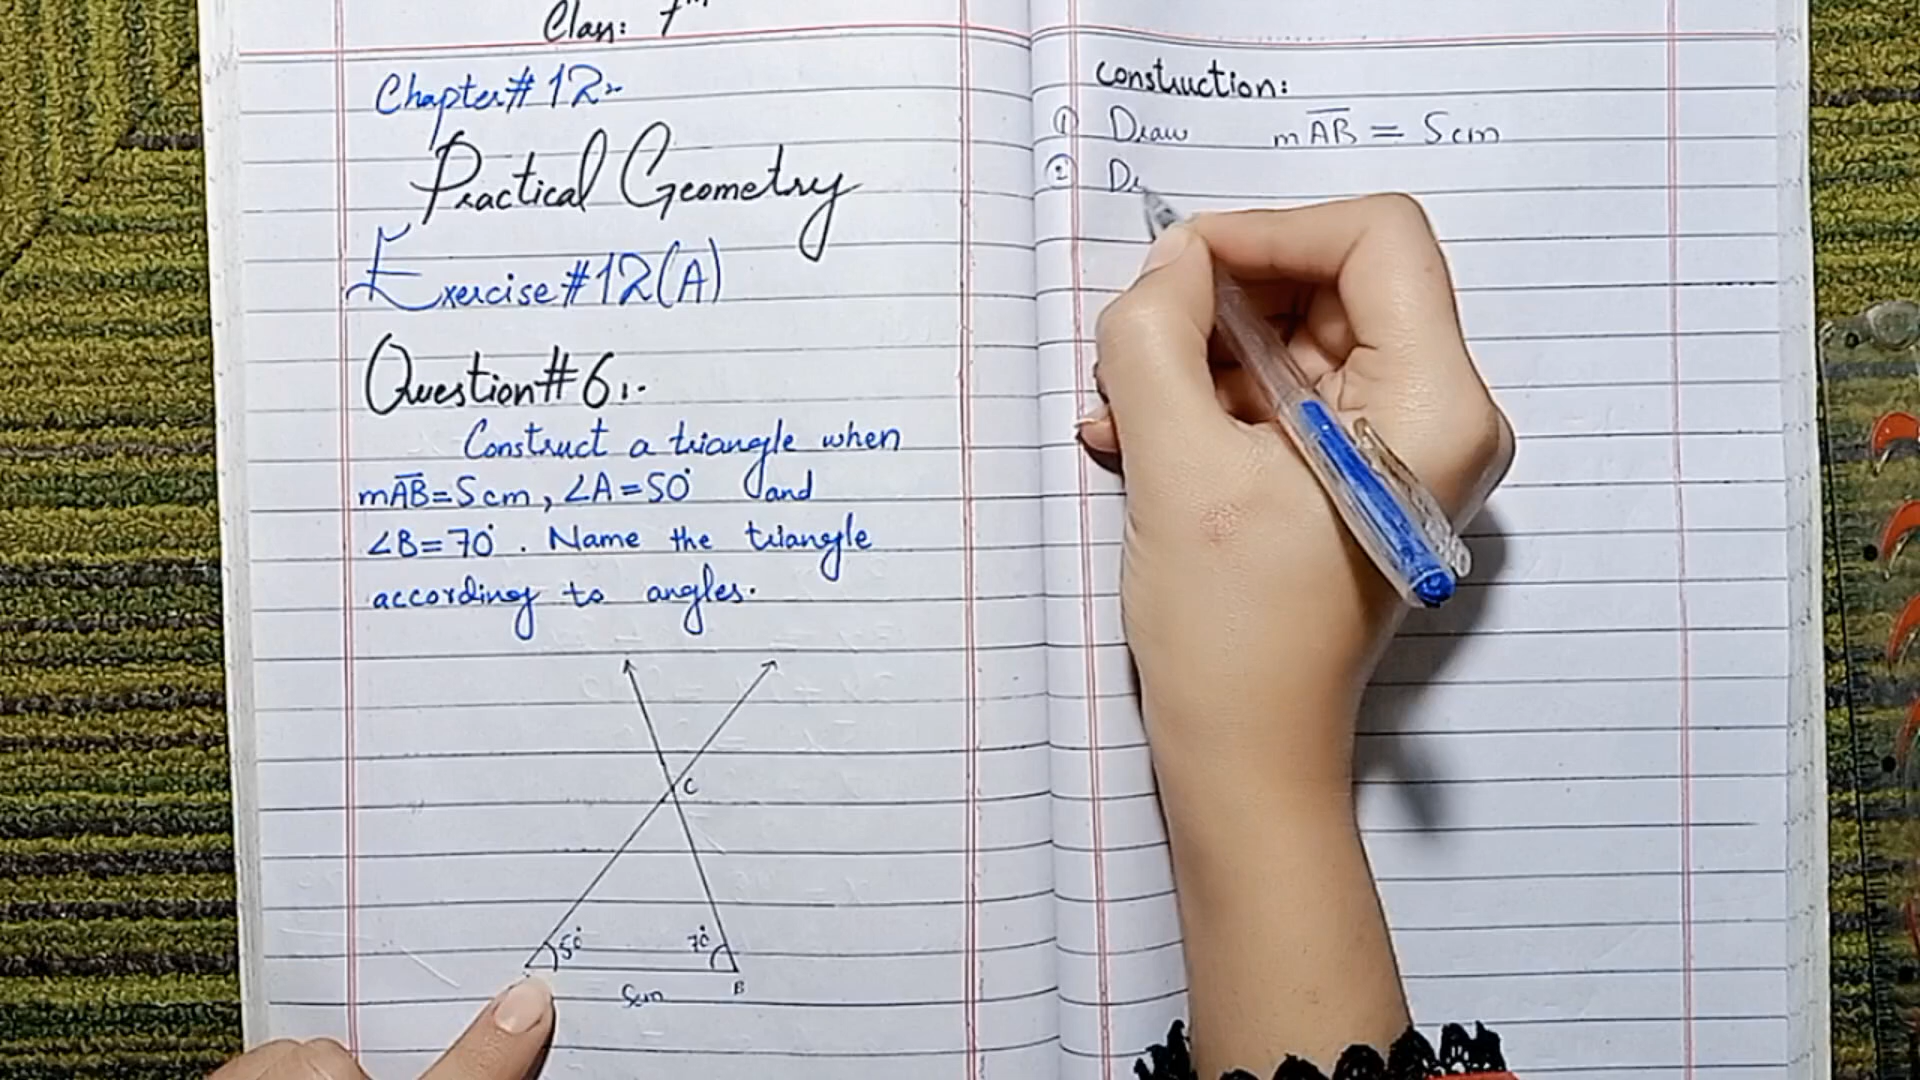 Class: 7th
Chapter# 12:-
Practical Geometry
Exercise#12(A)
Question#6:-
Construct a triangle when
mAB=5cm, ∠A=50° and
∠B=70°. Name the triangle
according to angles.
C
50° 70°
5cm B
construction:
① Draw mAB = 5cm
② Dr